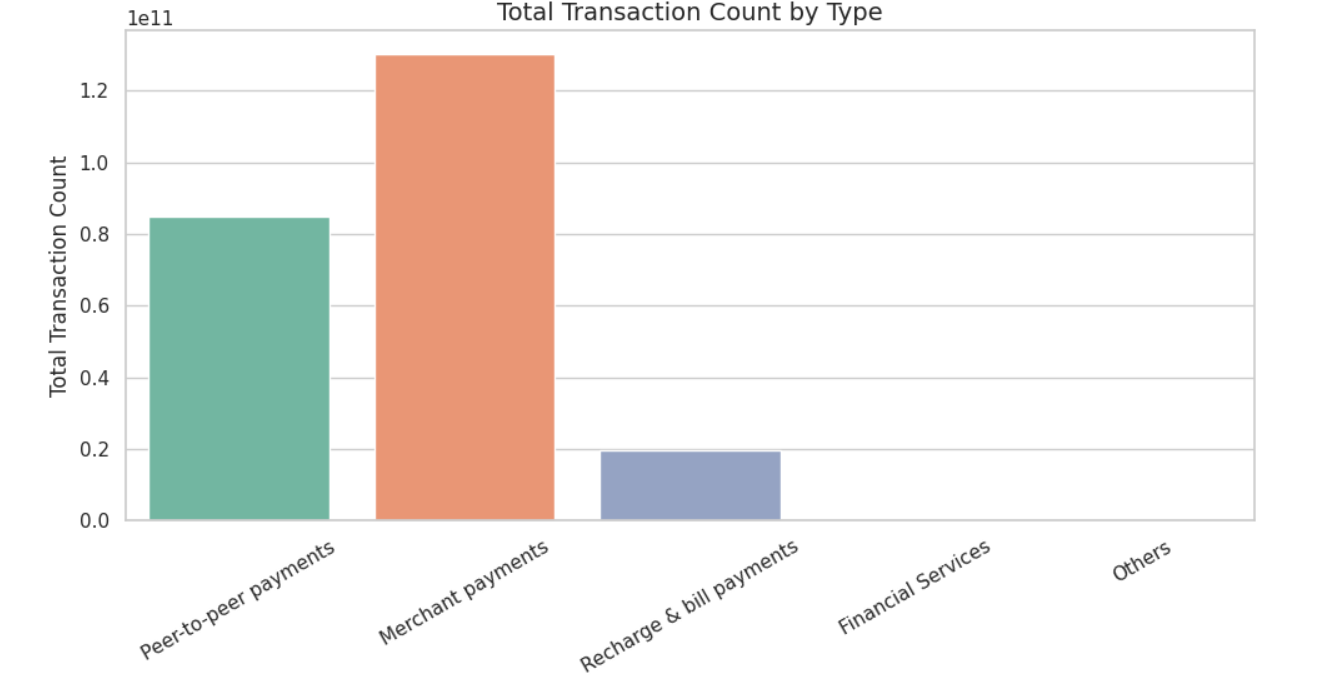 Total Transaction Count by Type
1e11
Total Transaction Count
1.2
1.0
0.8
0.6
0.4
0.2
0.0
Peer-to-peer payments
Merchant payments
Recharge & bill payments
Financial Services
Others